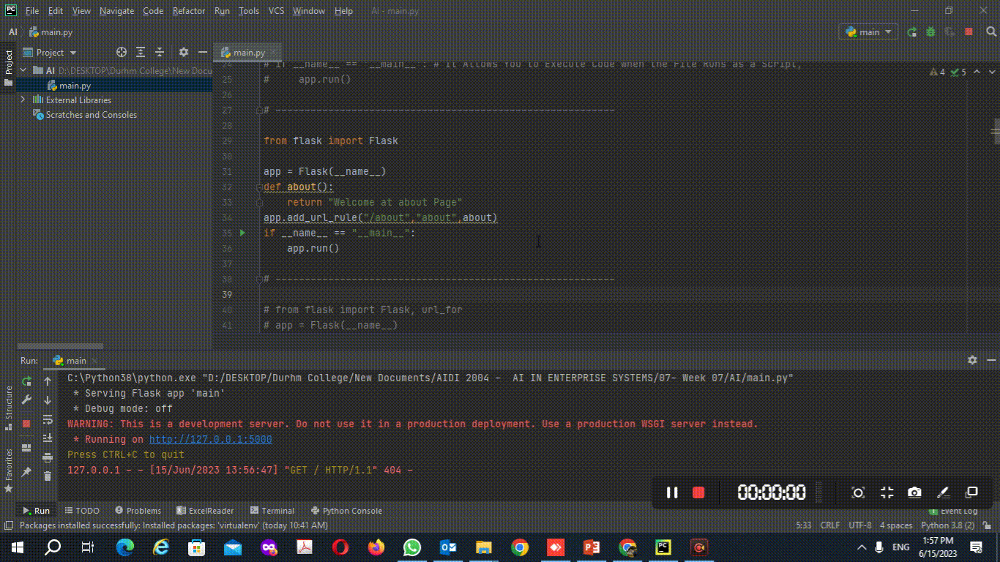 PC File Edit View Navigate Code Refactor Run Tools VCS Window Help AI - main.py
AI main.py main
Project main.py
Project
AI D:\DESKTOP\Durhm College\New Docu
main.py
External Libraries
Scratches and Consoles
4 5
24 # if __name__ == "__main__": # It Allows You to Execute Code When the File Runs as a Script,
25 #     app.run()
26
27 # ----------------------------------------------------------
28
29 from flask import Flask
30
31 app = Flask(__name__)
32 def about():
33     return "Welcome at about Page"
34 app.add_url_rule("/about","about",about)
35 if __name__ == "__main__":
36     app.run()
37
38 # ----------------------------------------------------------
39
40 # from flask import Flask, url_for
41 # app = Flask(__name__)
Run: main
C:\Python38\python.exe "D:/DESKTOP/Durhm College/New Documents/AIDI 2004 -  AI IN ENTERPRISE SYSTEMS/07- Week 07/AI/main.py"
 * Serving Flask app 'main'
 * Debug mode: off
WARNING: This is a development server. Do not use it in a production deployment. Use a production WSGI server instead.
 * Running on http://127.0.0.1:5000
Press CTRL+C to quit
127.0.0.1 - - [15/Jun/2023 13:56:47] "GET / HTTP/1.1" 404 -
Structure
Favorites
00:00:00
Run TODO Problems ExcelReader Terminal Python Console Event Log
Packages installed successfully: Installed packages: 'virtualenv' (today 10:41 AM) 5:33 CRLF UTF-8 4 spaces Python 3.8 (2)
ENG 1:57 PM
6/15/2023